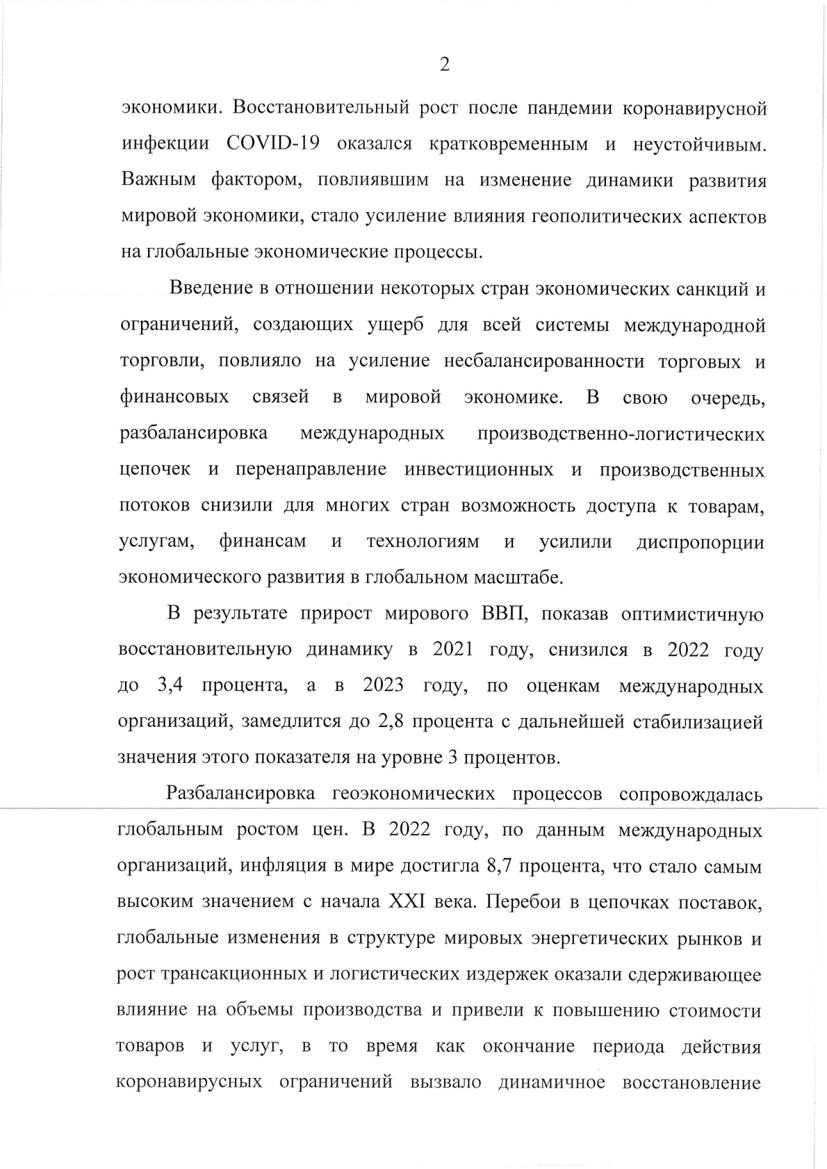 2
экономики. Восстановительный рост после пандемии коронавирусной
инфекции COVID-19 оказался кратковременным и неустойчивым.
Важным фактором, повлиявшим на изменение динамики развития
мировой экономики, стало усиление влияния геополитических аспектов
на глобальные экономические процессы.
Введение в отношении некоторых стран экономических санкций и
ограничений, создающих ущерб для всей системы международной
торговли, повлияло на усиление несбалансированности торговых и
финансовых связей в мировой экономике. В свою очередь,
разбалансировка международных производственно-логистических
цепочек и перенаправление инвестиционных и производственных
потоков снизили для многих стран возможность доступа к товарам,
услугам, финансам и технологиям и усилили диспропорции
экономического развития в глобальном масштабе.
В результате прирост мирового ВВП, показав оптимистичную
восстановительную динамику в 2021 году, снизился в 2022 году
до 3,4 процента, а в 2023 году, по оценкам международных
организаций, замедлится до 2,8 процента с дальнейшей стабилизацией
значения этого показателя на уровне 3 процентов.
Разбалансировка геоэкономических процессов сопровождалась
глобальным ростом цен. В 2022 году, по данным международных
организаций, инфляция в мире достигла 8,7 процента, что стало самым
высоким значением с начала XXI века. Перебои в цепочках поставок,
глобальные изменения в структуре мировых энергетических рынков и
рост трансакционных и логистических издержек оказали сдерживающее
влияние на объемы производства и привели к повышению стоимости
товаров и услуг, в то время как окончание периода действия
коронавирусных ограничений вызвало динамичное восстановление